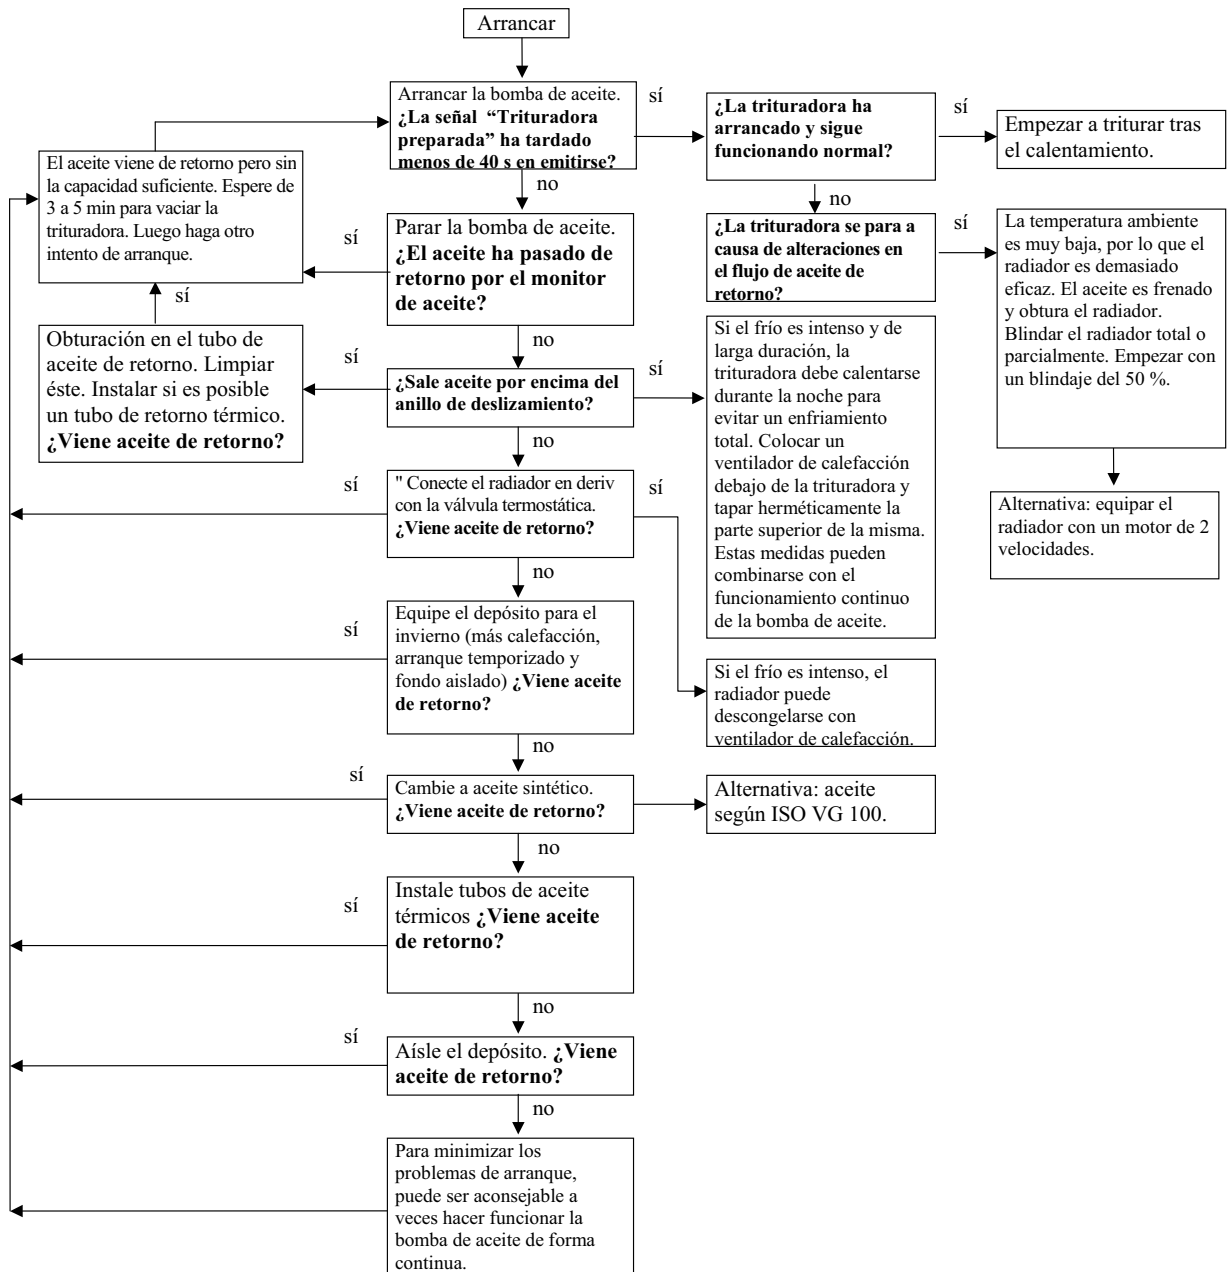 Arrancar
Arrancar la bomba de aceite.
¿La señal “Trituradora
preparada” ha tardado
menos de 40 s en emitirse?
sí
¿La trituradora ha
arrancado y sigue
funcionando normal?
sí
Empezar a triturar tras
el calentamiento.
no
no
El aceite viene de retorno pero sin
la capacidad suficiente. Espere de
3 a 5 min para vaciar la
trituradora. Luego haga otro
intento de arranque.
sí
Parar la bomba de aceite.
¿El aceite ha pasado de
retorno por el monitor
de aceite?
¿La trituradora se para a
causa de alteraciones en
el flujo de aceite de
retorno?
sí
La temperatura ambiente
es muy baja, por lo que el
radiador es demasiado
eficaz. El aceite es frenado
y obtura el radiador.
Blindar el radiador total o
parcialmente. Empezar con
un blindaje del 50 %.
sí
no
Obturación en el tubo de
aceite de retorno. Limpiar
éste. Instalar si es posible
un tubo de retorno térmico.
¿Viene aceite de retorno?
sí
¿Sale aceite por encima del
anillo de deslizamiento?
sí
Si el frío es intenso y de
larga duración, la
trituradora debe calentarse
durante la noche para
evitar un enfriamiento
total. Colocar un
ventilador de calefacción
debajo de la trituradora y
tapar herméticamente la
parte superior de la misma.
Estas medidas pueden
combinarse con el
funcionamiento continuo
de la bomba de aceite.
no
sí
" Conecte el radiador en deriv
con la válvula termostática.
¿Viene aceite de retorno?
sí
Alternativa: equipar el
radiador con un motor de 2
velocidades.
no
sí
Equipe el depósito para el
invierno (más calefacción,
arranque temporizado y
fondo aislado) ¿Viene aceite
de retorno?
Si el frío es intenso, el
radiador puede
descongelarse con
ventilador de calefacción.
no
sí
Cambie a aceite sintético.
¿Viene aceite de retorno?
Alternativa: aceite
según ISO VG 100.
no
sí
Instale tubos de aceite
térmicos ¿Viene aceite
de retorno?
no
sí
Aísle el depósito. ¿Viene
aceite de retorno?
no
Para minimizar los
problemas de arranque,
puede ser aconsejable a
veces hacer funcionar la
bomba de aceite de forma
continua.